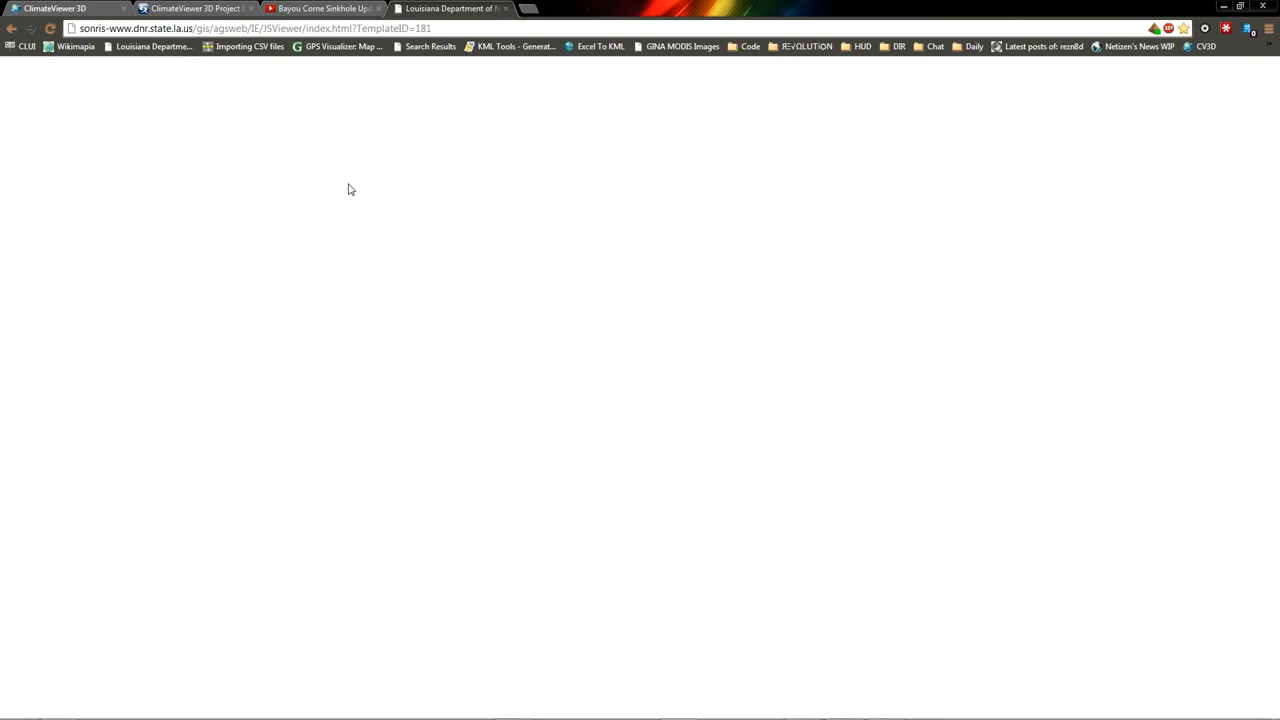 ClimateViewer 3D
ClimateViewer 3D Project
Bayou Corne Sinkhole Upd
Louisiana Department of N
sonris-www.dnr.state.la.us/gis/agsweb/IE/JSViewer/index.html?TemplateID=181
CLUI
Wikimapia
Louisiana Departme...
Importing CSV files
GPS Visualizer: Map ...
Search Results
KML Tools - Generat...
Excel To KML
GINA MODIS Images
Code
HUD
DIR
Chat
Daily
Latest posts of: rezn8d
Netizen's News WIP
CV3D